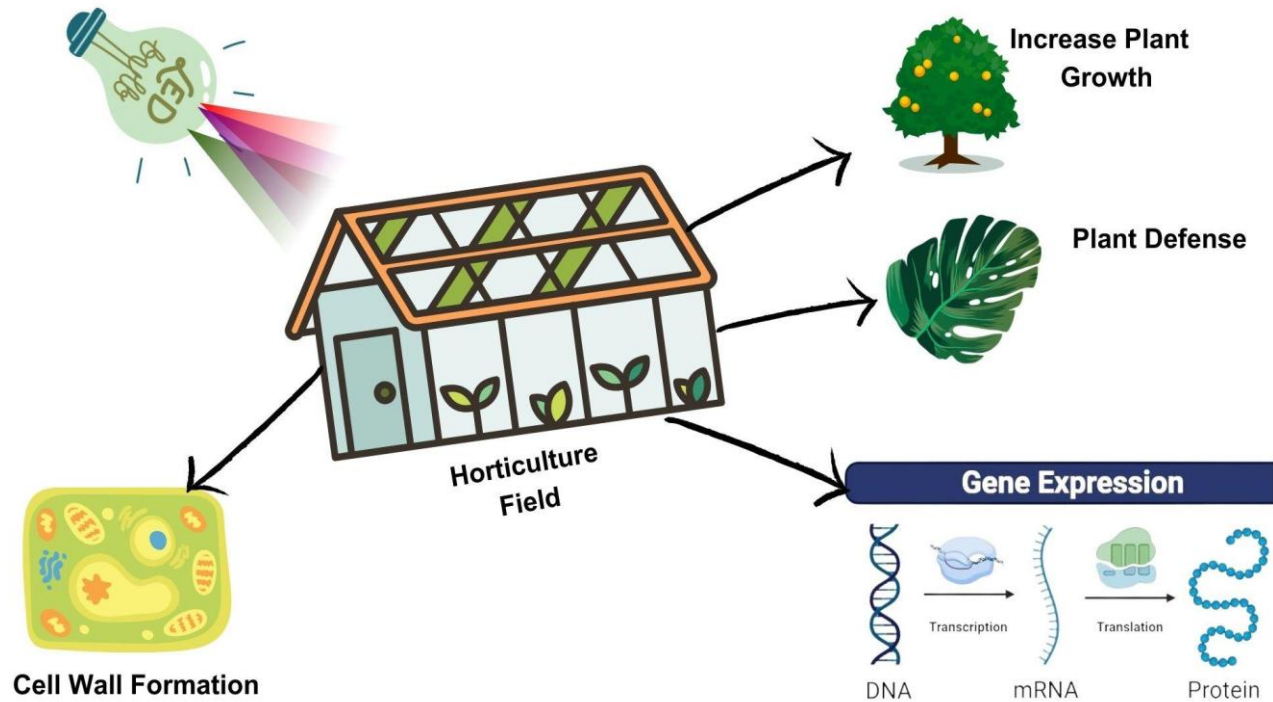 LED
bulb
Increase Plant
Growth
Plant Defense
Horticulture
Field
Gene Expression
Transcription
Translation
DNA
mRNA
Protein
Cell Wall Formation